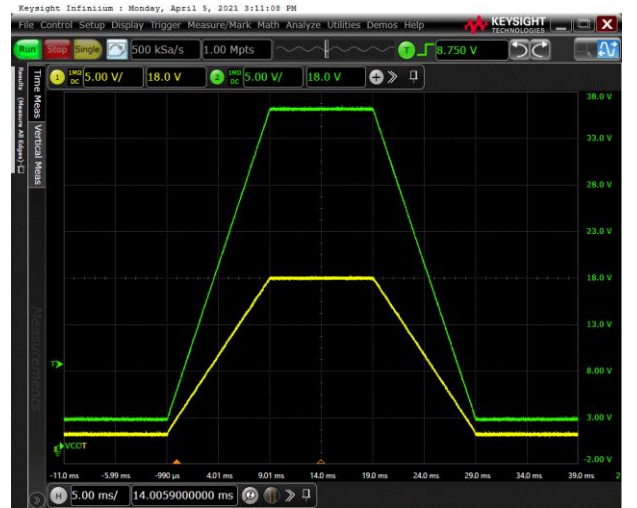 Keysight Infiniium : Monday, April 5, 2021 3:11:08 PM
File Control Setup Display Trigger Measure/Mark Math Analyze Utilities Demos Help
KEYSIGHT
TECHNOLOGIES
Run Stop Single 500 kSa/s 1.00 Mpts T 8.750 V
1 1MΩ DC 5.00 V/ 18.0 V 2 1MΩ DC 5.00 V/ 18.0 V
Results (Measure All Edges)
Time Meas
Vertical Meas
Measurements
38.0 V
33.0 V
28.0 V
23.0 V
18.0 V
13.0 V
T
8.00 V
3.00 V
-2.00 V
-11.0 ms -5.99 ms -990 µs 4.01 ms 9.01 ms 14.0 ms 19.0 ms 24.0 ms 29.0 ms 34.0 ms 39.0 ms 2
H 5.00 ms/ 14.0059000000 ms